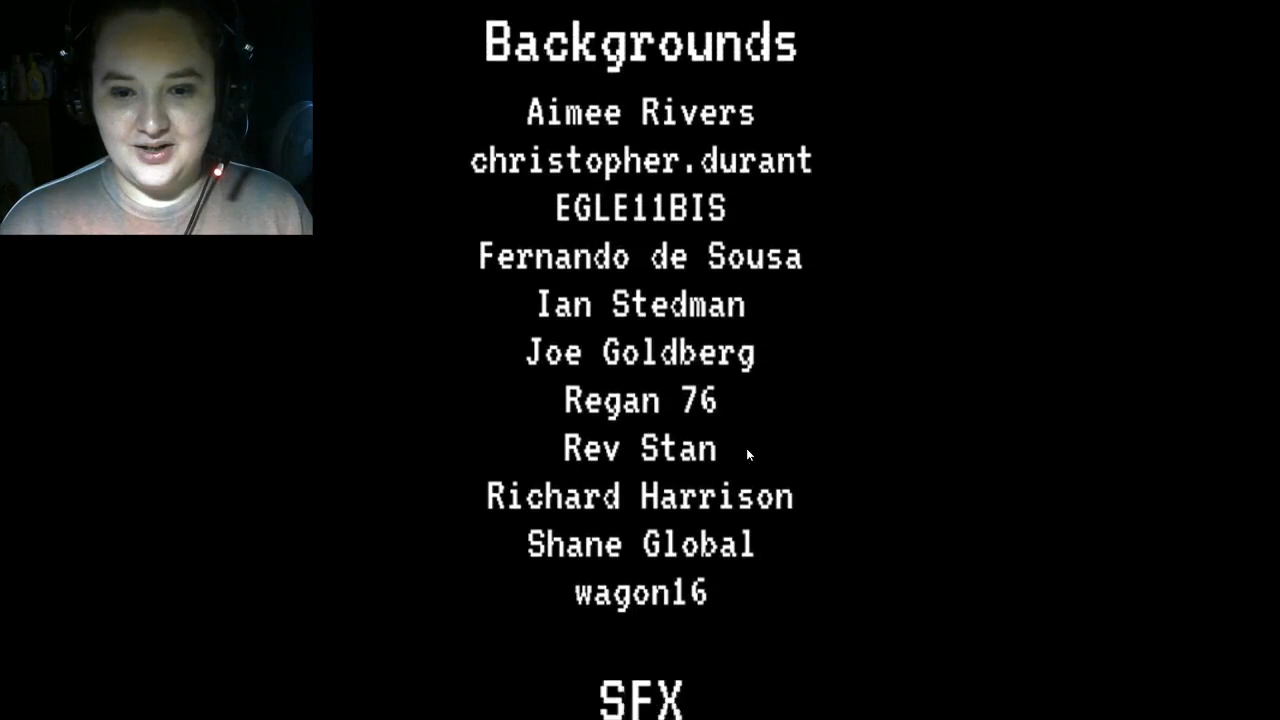 Backgrounds
Aimee Rivers
christopher.durant
EGLE11BIS
Fernando de Sousa
Ian Stedman
Joe Goldberg
Regan 76
Rev Stan
Richard Harrison
Shane Global
wagon16
SFX